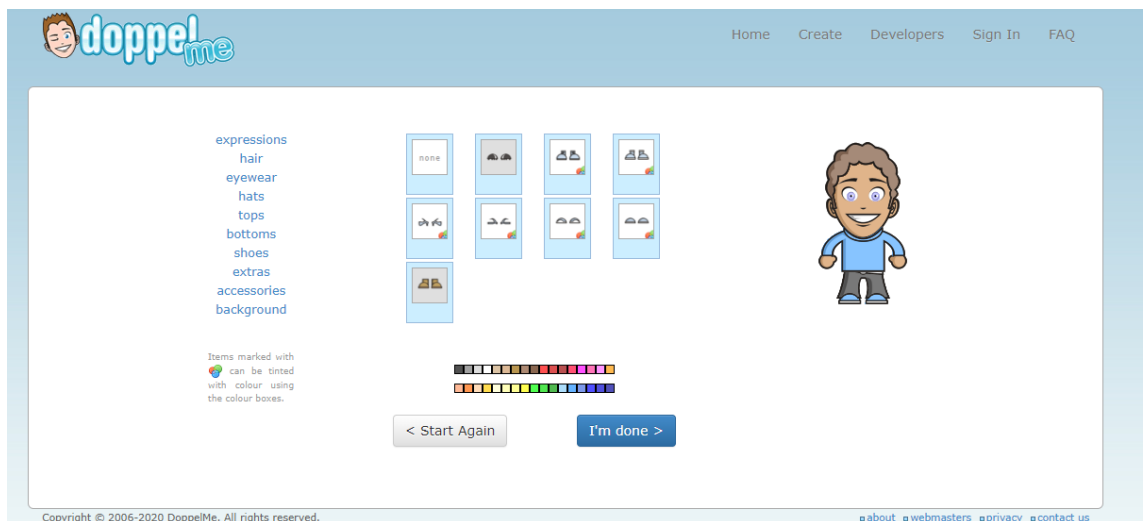 doppel me
Home Create Developers Sign In FAQ
expressions
hair
eyewear
hats
tops
bottoms
shoes
extras
accessories
background
none
Items marked with
can be tinted
with colour using
the colour boxes.
< Start Again
I'm done >
Copyright © 2006-2020 DoppelMe. All rights reserved.
about webmasters privacy contact us